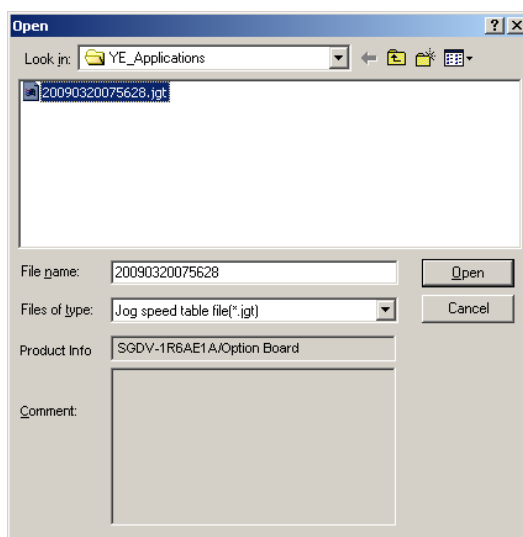 Open
Look in: YE_Applications
20090320075628.jgt
File name: 20090320075628 Open
Files of type: Jog speed table file(*.jgt) Cancel
Product Info SGDV-1R6AE1A/Option Board
Comment: